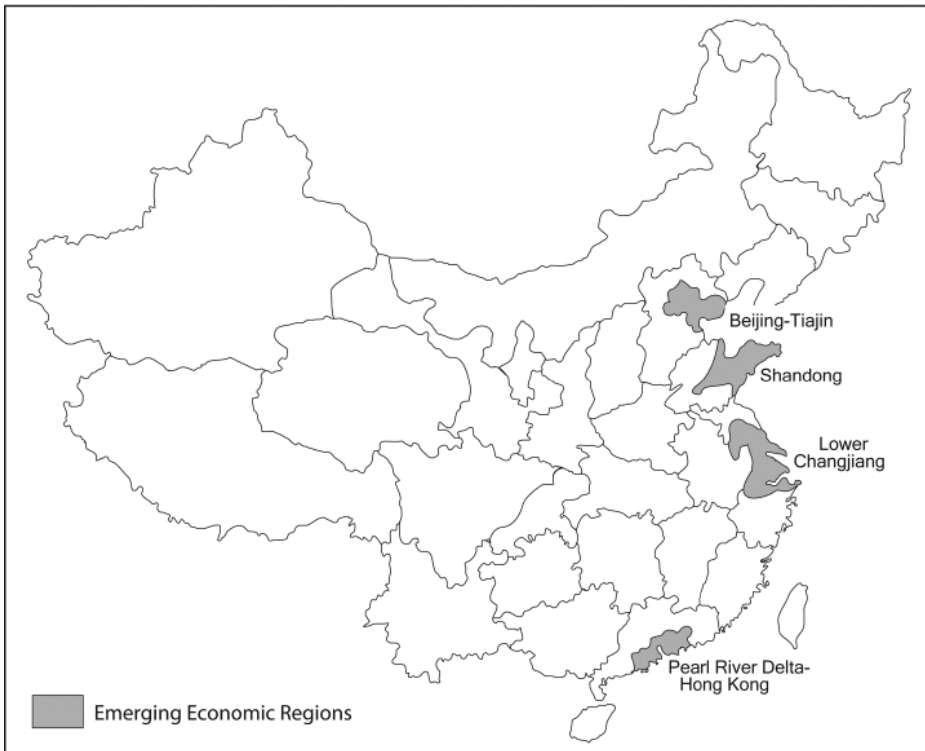 Beijing-Tiajin
Shandong
Lower
Changjiang
Pearl River Delta-
Hong Kong
Emerging Economic Regions